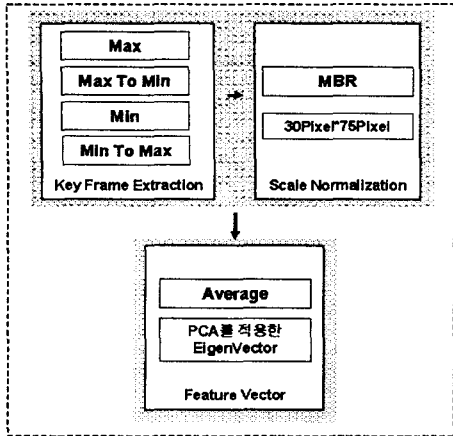 Max
Max To Min
Min
Min To Max
Key Frame Extraction
MBR
30Pixel*75Pixel
Scale Normalization
Average
PCA를 적용한
EigenVector
Feature Vector